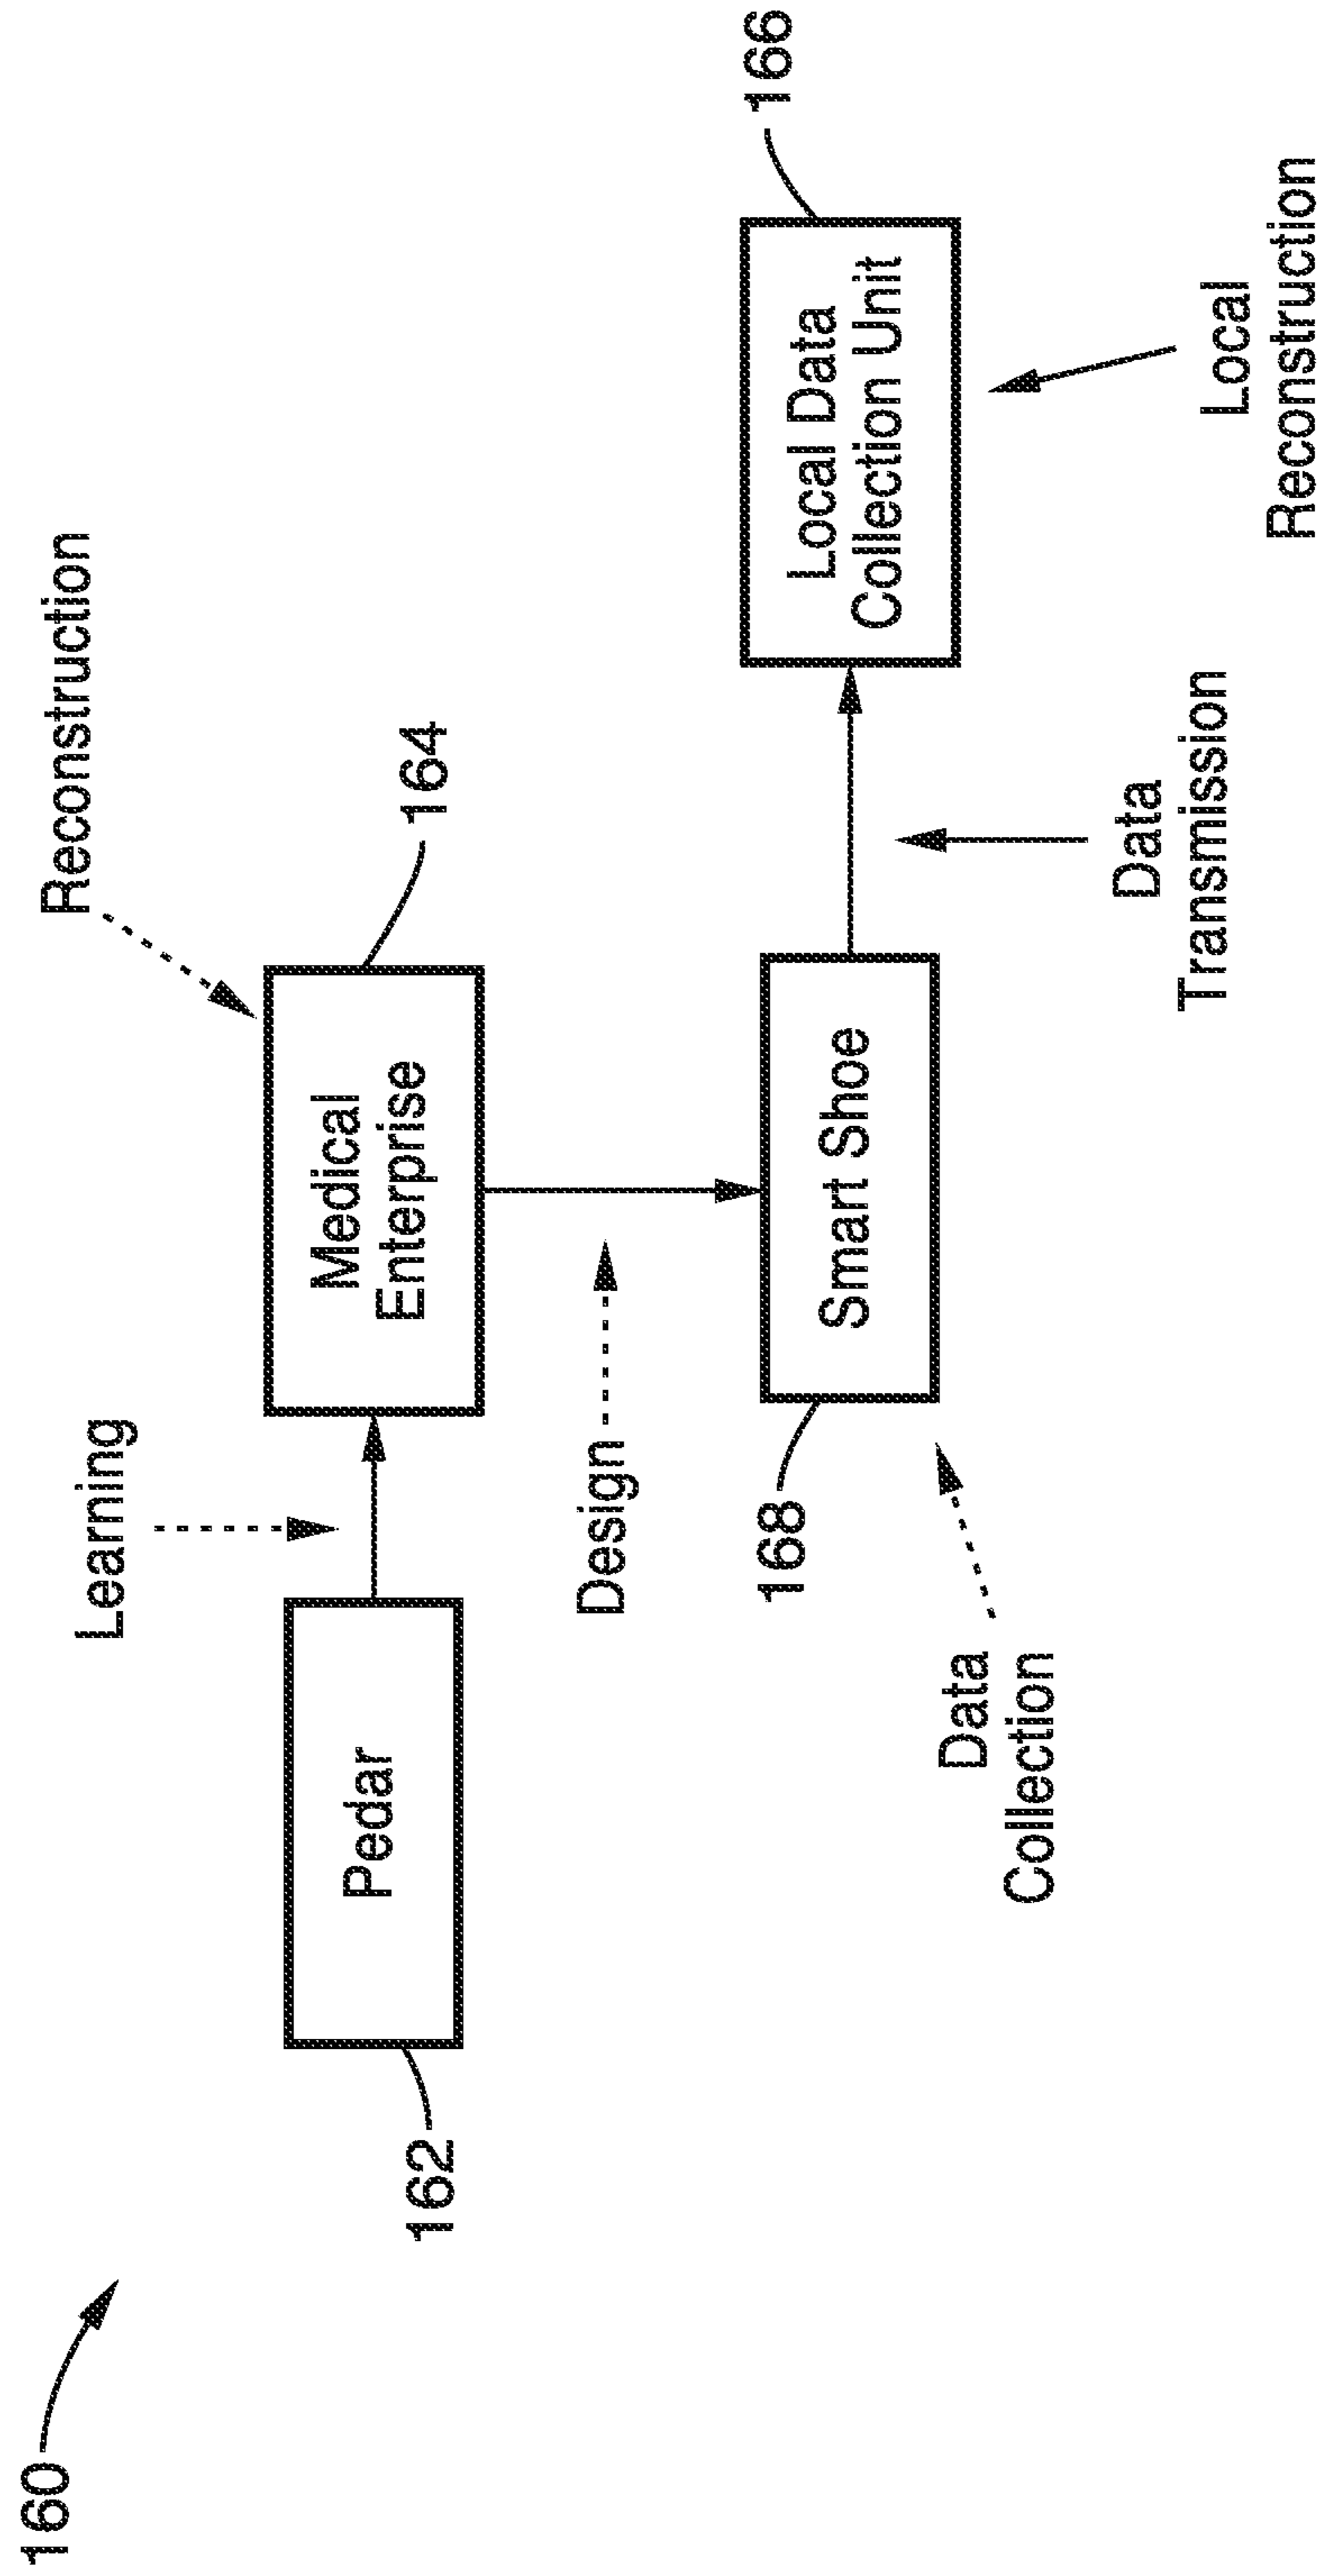 160
Learning
Reconstruction
162
Pedar
Medical
Enterprise
164
Design
168
Smart Shoe
Local Data
Collection Unit
166
Data
Collection
Data
Transmission
Local
Reconstruction